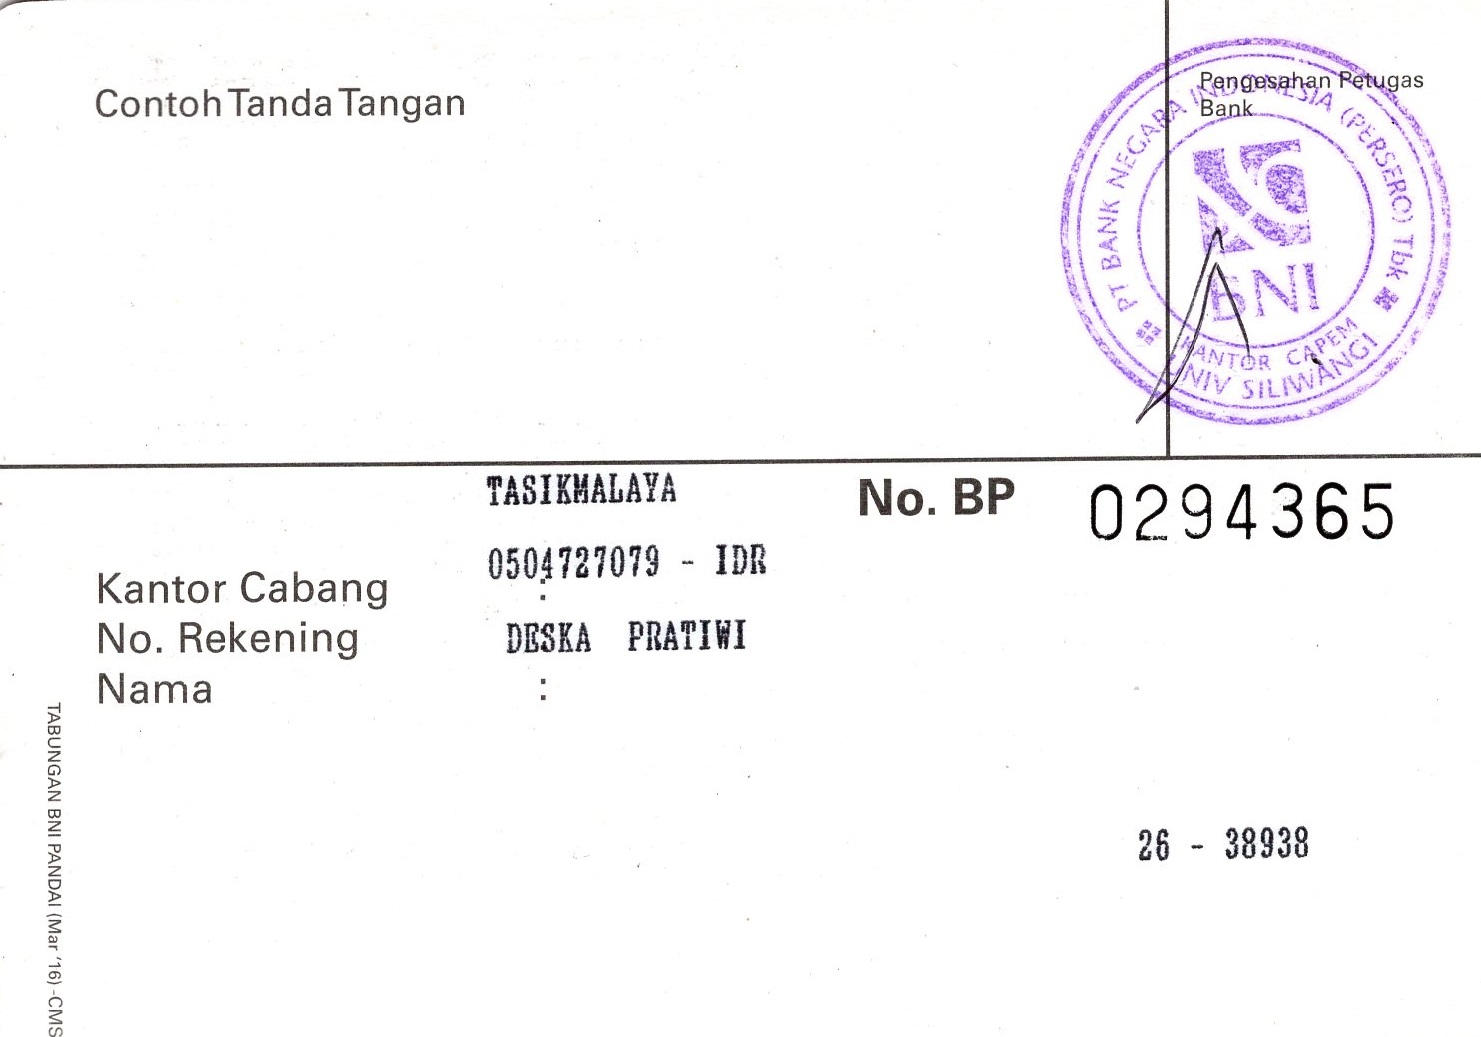 Contoh Tanda Tangan
Pengesahan Petugas
Bank
PT BANK NEGARA INDONESIA (PERSERO) Tbk
BNI
KANTOR CAPEM
UNIV SILIWANGI
TASIKMALAYA
No. BP 0294365
0504727079 - IDR
Kantor Cabang :
No. Rekening
DESKA PRATIWI
Nama :
26 - 38938
TABUNGAN BNI PANDAI (Mar '16) -CMS